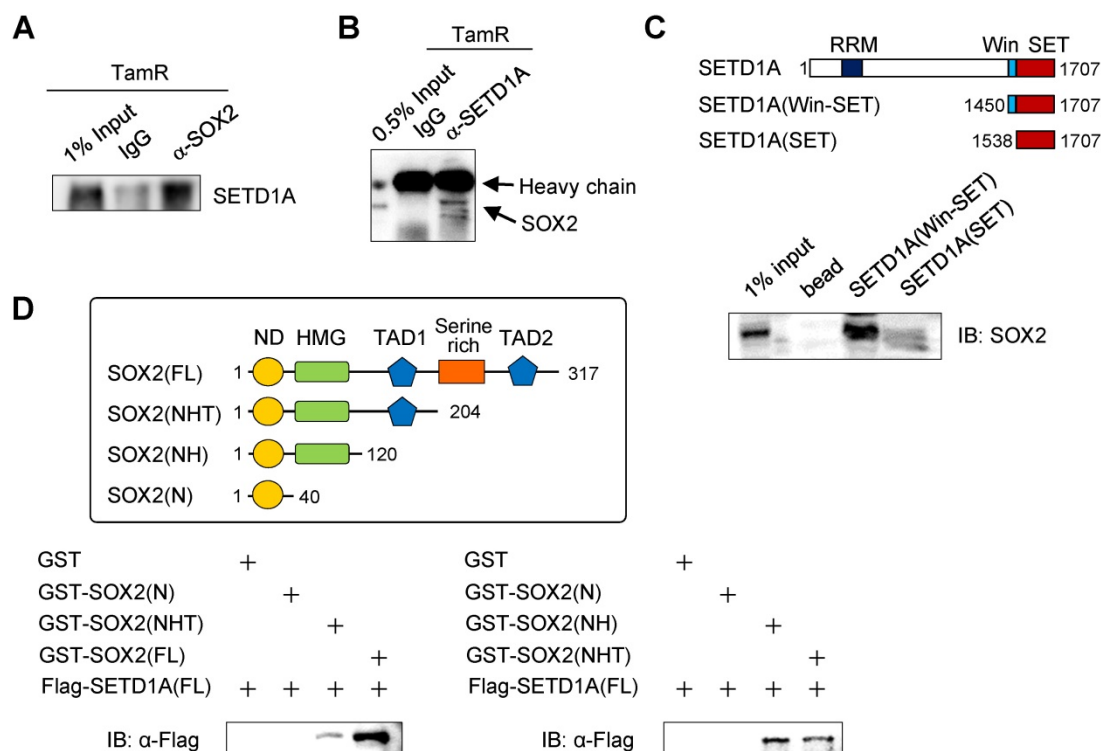 A
TamR
1% Input
IgG
α-SOX2
SETD1A
B
TamR
0.5% Input
IgG
α-SETD1A
Heavy chain
SOX2
C
RRM Win SET
SETD1A 1 1707
SETD1A(Win-SET) 1450 1707
SETD1A(SET) 1538 1707
1% input
bead
SETD1A(Win-SET)
SETD1A(SET)
IB: SOX2
D
ND HMG TAD1 Serine rich TAD2
SOX2(FL) 1 317
SOX2(NHT) 1 204
SOX2(NH) 1 120
SOX2(N) 1 40
GST +
GST-SOX2(N) +
GST-SOX2(NHT) +
GST-SOX2(FL) +
Flag-SETD1A(FL) + + + +
IB: α-Flag
GST +
GST-SOX2(N) +
GST-SOX2(NH) +
GST-SOX2(NHT) +
Flag-SETD1A(FL) + + + +
IB: α-Flag